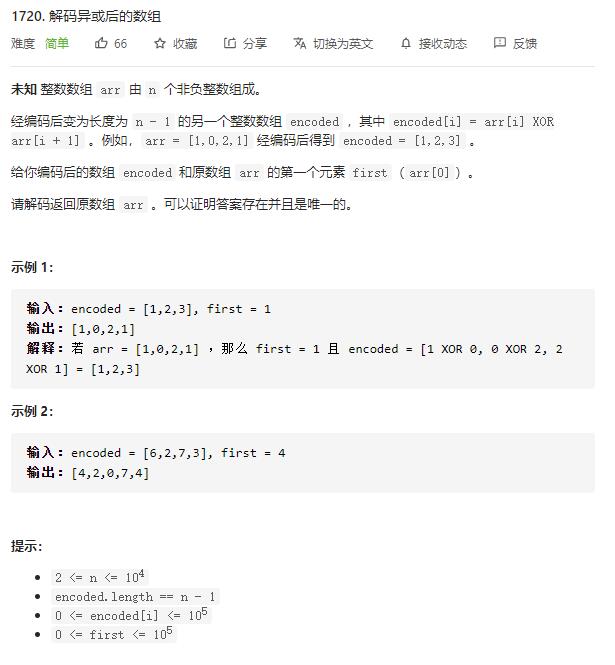 1720. 解码异或后的数组
难度 简单 66 收藏 分享 切换为英文 接收动态 反馈
未知 整数数组 arr 由 n 个非负整数组成。
经编码后变为长度为 n - 1 的另一个整数数组 encoded ，其中 encoded[i] = arr[i] XOR
arr[i + 1] 。例如，arr = [1,0,2,1] 经编码后得到 encoded = [1,2,3] 。
给你编码后的数组 encoded 和原数组 arr 的第一个元素 first （arr[0]）。
请解码返回原数组 arr 。可以证明答案存在并且是唯一的。
示例 1：
输入：encoded = [1,2,3], first = 1
输出：[1,0,2,1]
解释：若 arr = [1,0,2,1] ，那么 first = 1 且 encoded = [1 XOR 0, 0 XOR 2, 2
XOR 1] = [1,2,3]
示例 2：
输入：encoded = [6,2,7,3], first = 4
输出：[4,2,0,7,4]
提示：
• 2 <= n <= 10⁴
• encoded.length == n - 1
• 0 <= encoded[i] <= 10⁵
• 0 <= first <= 10⁵